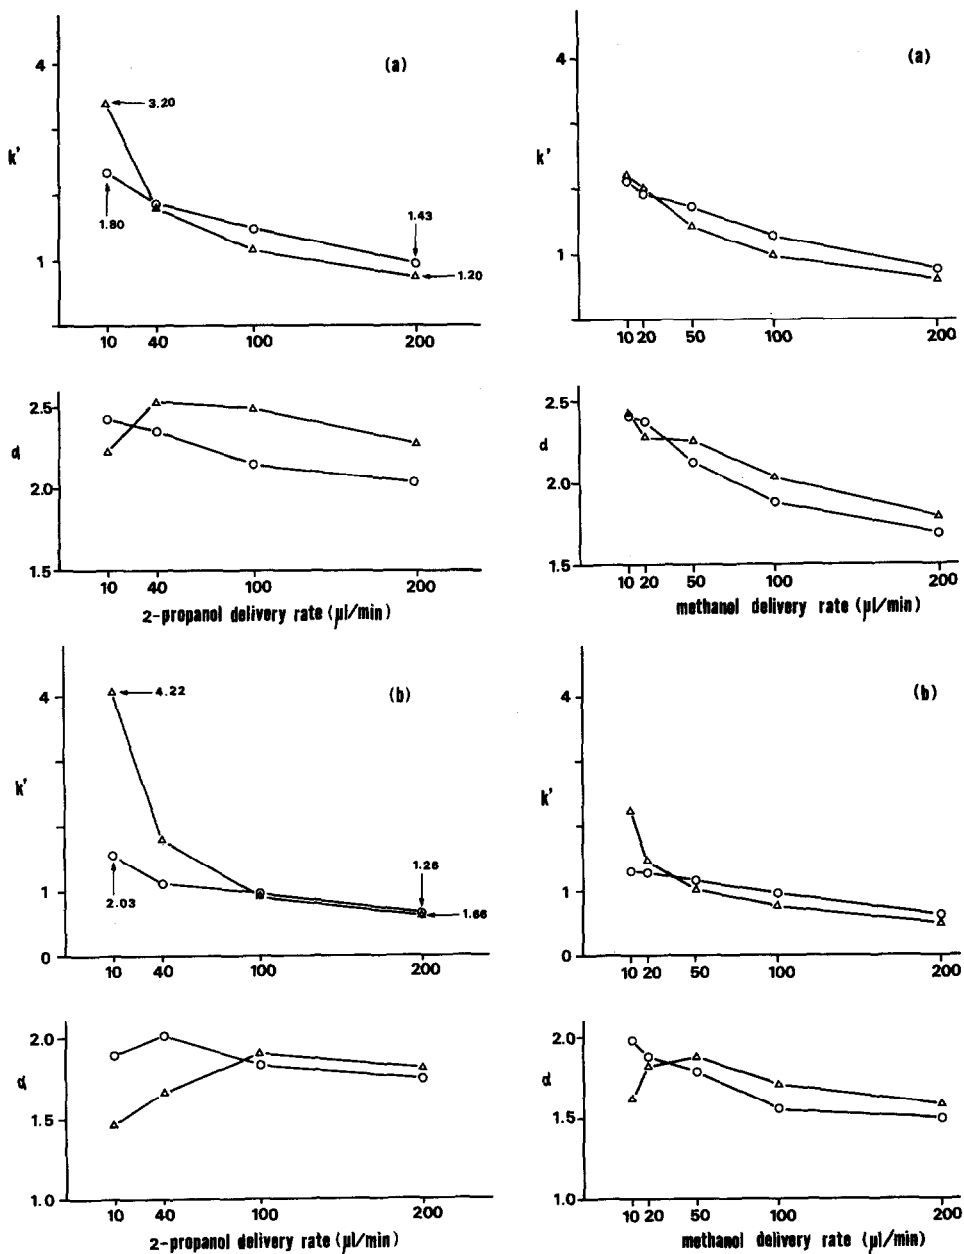 4
(a)
3.20
k'
1.80
1.43
1
1.20
10 40 100 200
2.5
α
2.0
1.5
10 40 100 200
2-propanol delivery rate (µl/min)
4
(a)
k'
1
10 20 50 100 200
2.5
α
2.0
1.5
10 20 50 100 200
methanol delivery rate (µl/min)
4
4.22
(b)
k'
1
2.03
1.26
1.66
0
10 40 100 200
2.0
α
1.5
1.0
10 40 100 200
2-propanol delivery rate (µl/min)
4
(b)
k'
1
0
10 20 50 100 200
2.0
α
1.5
1.0
10 20 50 100 200
methanol delivery rate (µl/min)